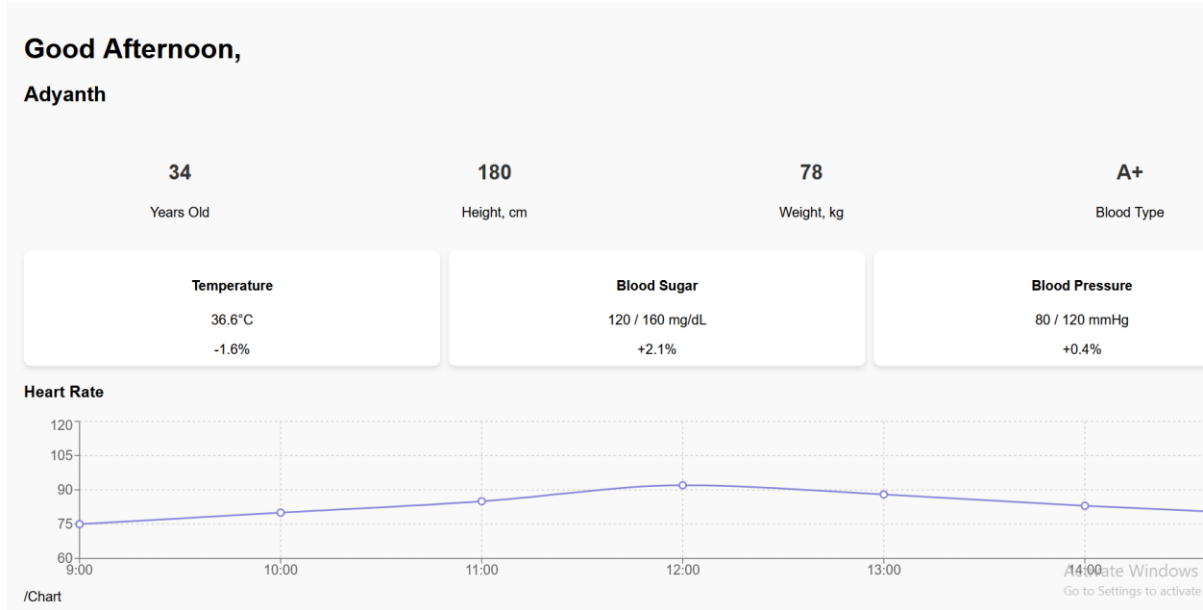 Good Afternoon,
Adyanth
34 180 78 A+
Years Old Height, cm Weight, kg Blood Type
Temperature Blood Sugar Blood Pressure
36.6°C 120 / 160 mg/dL 80 / 120 mmHg
-1.6% +2.1% +0.4%
Heart Rate
120
105
90
75
60
9:00 10:00 11:00 12:00 13:00 14:00
Activate Windows
Go to Settings to activate
/Chart